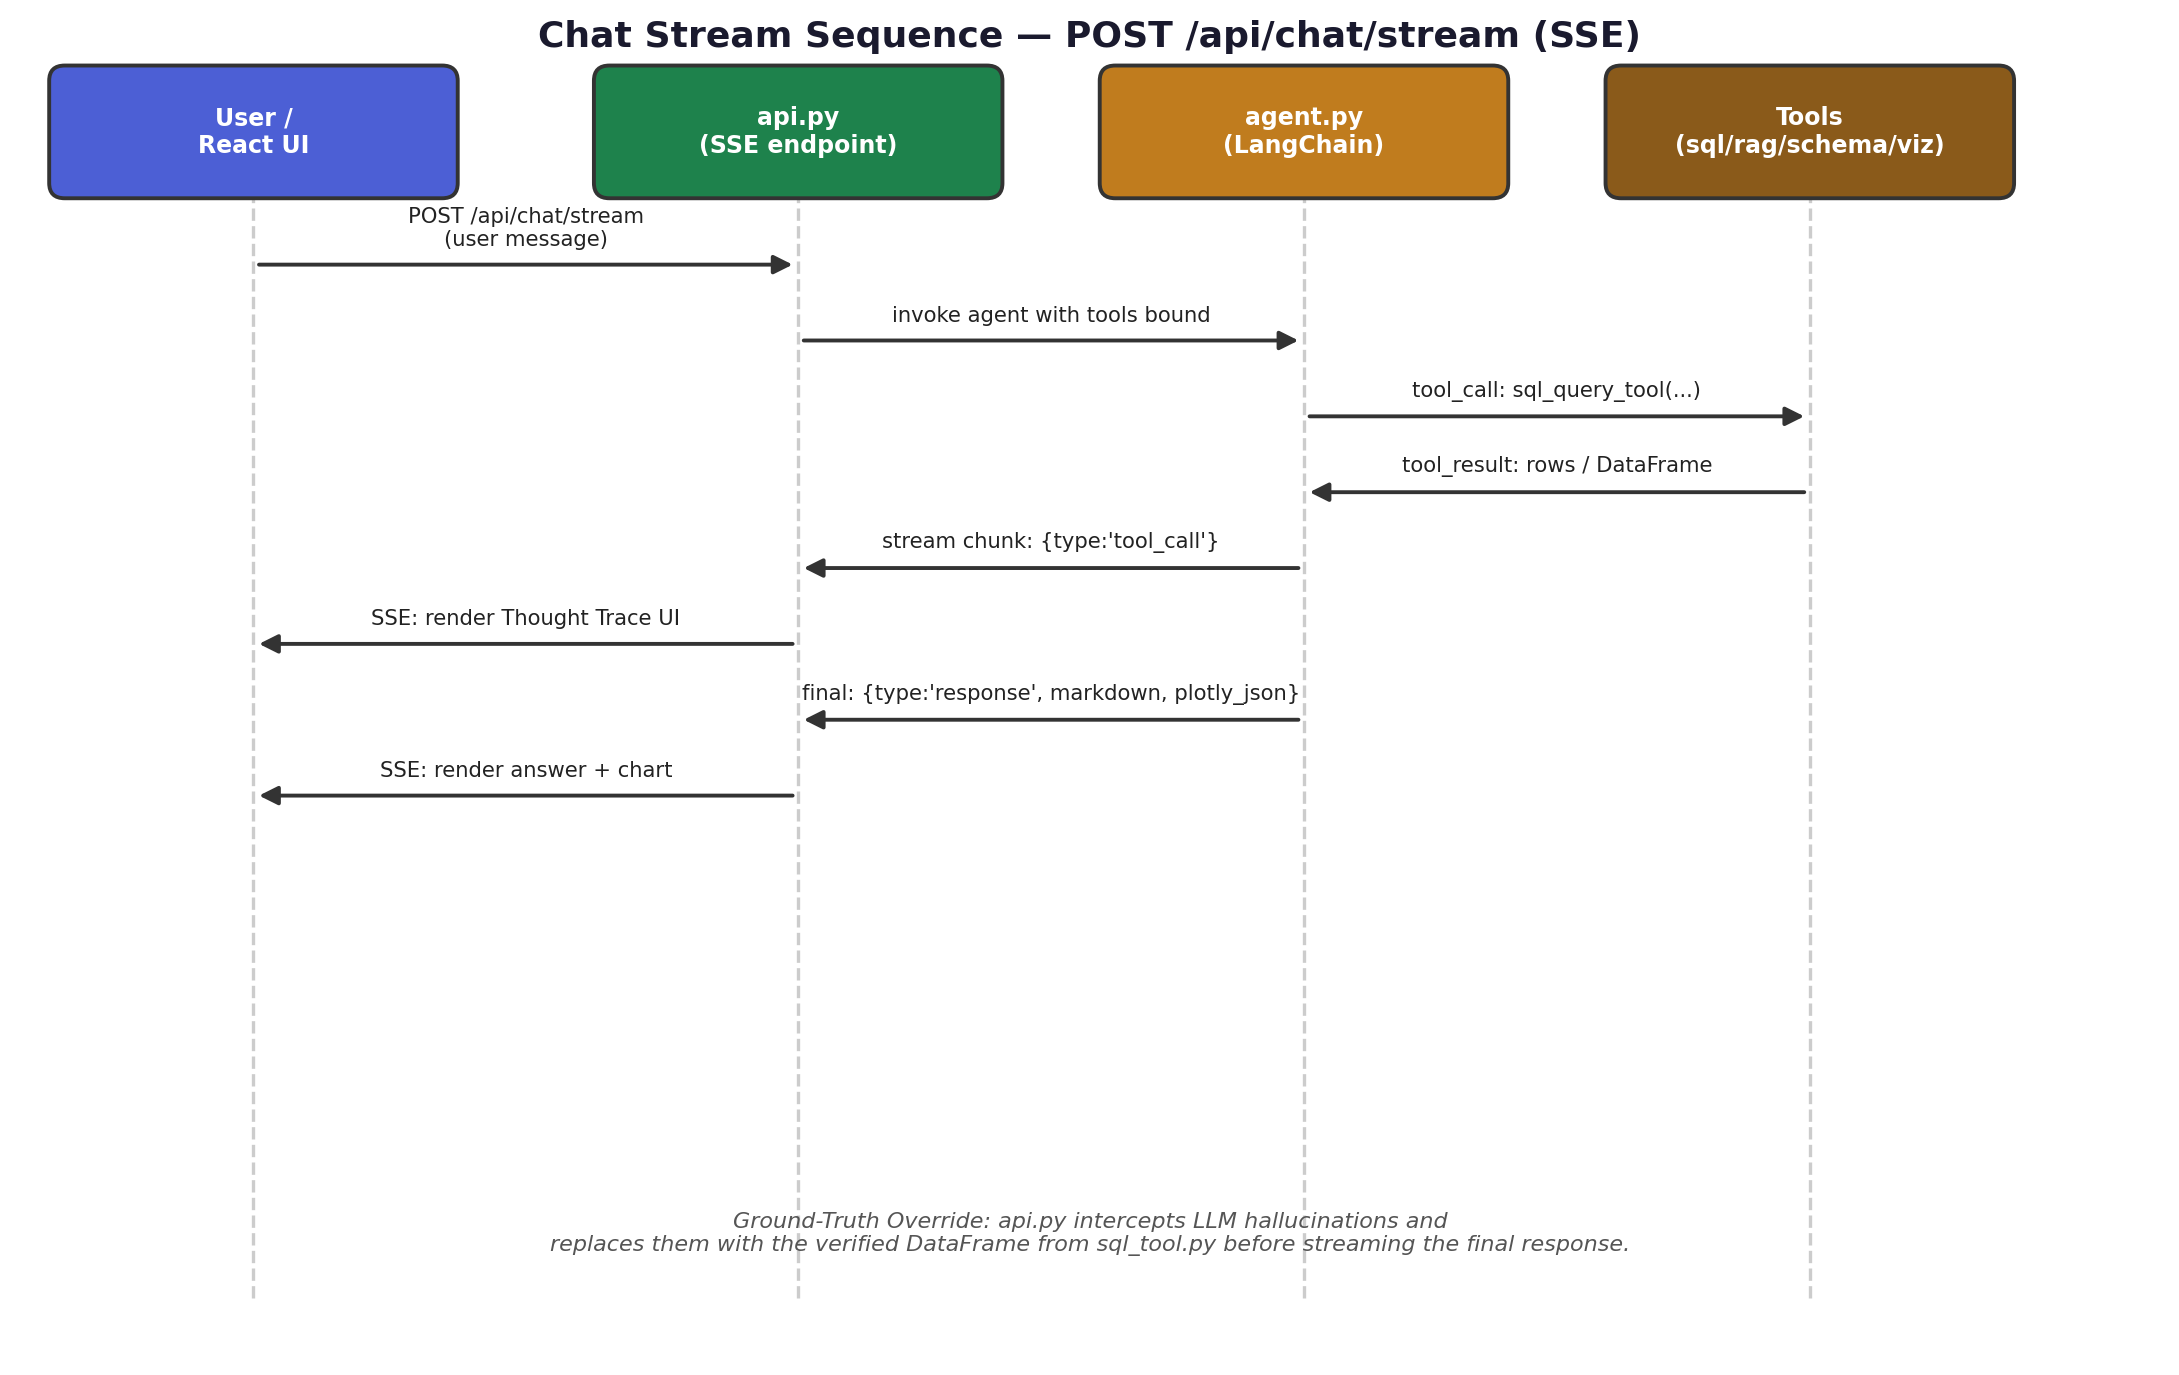 Chat Stream Sequence — POST /api/chat/stream (SSE)
User /
React UI
api.py
(SSE endpoint)
agent.py
(LangChain)
Tools
(sql/rag/schema/viz)
POST /api/chat/stream
(user message)
invoke agent with tools bound
tool_call: sql_query_tool(...)
tool_result: rows / DataFrame
stream chunk: {type:'tool_call'}
SSE: render Thought Trace UI
final: {type:'response', markdown, plotly_json}
SSE: render answer + chart
Ground-Truth Override: api.py intercepts LLM hallucinations and
replaces them with the verified DataFrame from sql_tool.py before streaming the final response.